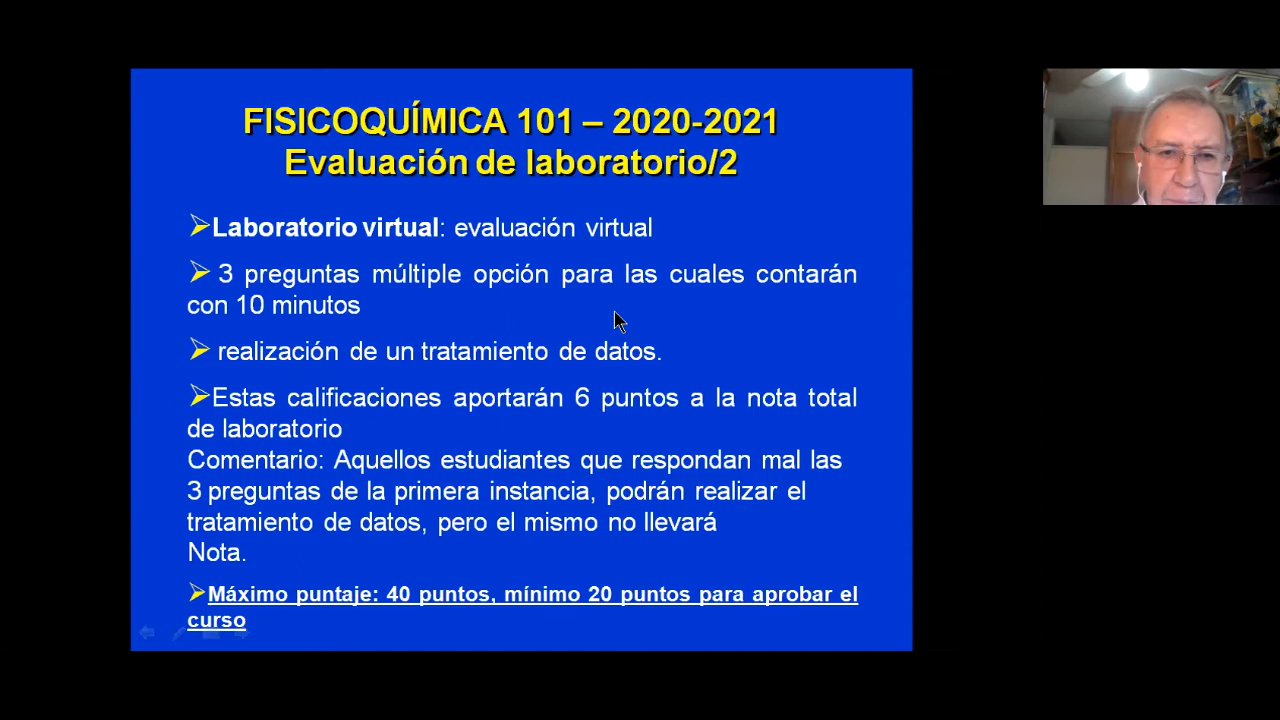 FISICOQUÍMICA 101 – 2020-2021
Evaluación de laboratorio/2
➢Laboratorio virtual: evaluación virtual
➢ 3 preguntas múltiple opción para las cuales contarán
con 10 minutos
➢ realización de un tratamiento de datos.
➢Estas calificaciones aportarán 6 puntos a la nota total
de laboratorio
Comentario: Aquellos estudiantes que respondan mal las
3 preguntas de la primera instancia, podrán realizar el
tratamiento de datos, pero el mismo no llevará
Nota.
➢Máximo puntaje: 40 puntos, mínimo 20 puntos para aprobar el
curso